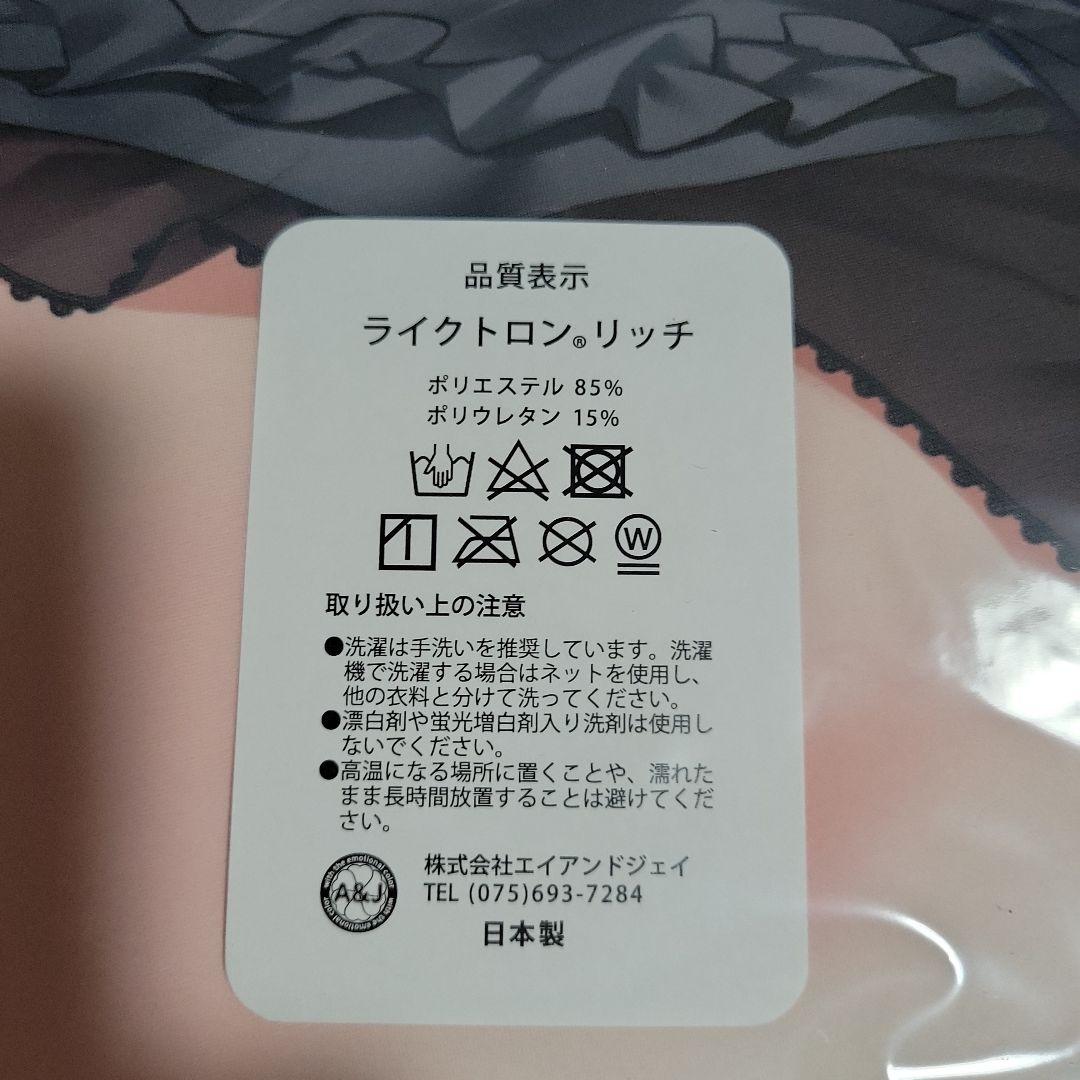 品質表示
ライクトロン®リッチ
ポリエステル 85%
ポリウレタン 15%
W
取り扱い上の注意
●洗濯は手洗いを推奨しています。洗濯
機で洗濯する場合はネットを使用し、
他の衣料と分けて洗ってください。
●漂白剤や蛍光増白剤入り洗剤は使用し
ないでください。
●高温になる場所に置くことや、濡れた
まま長時間放置することは避けてくだ
さい。
with the emotional color
A&J
with the emotional color
株式会社エイアンドジェイ
TEL (075)693-7284
日本製